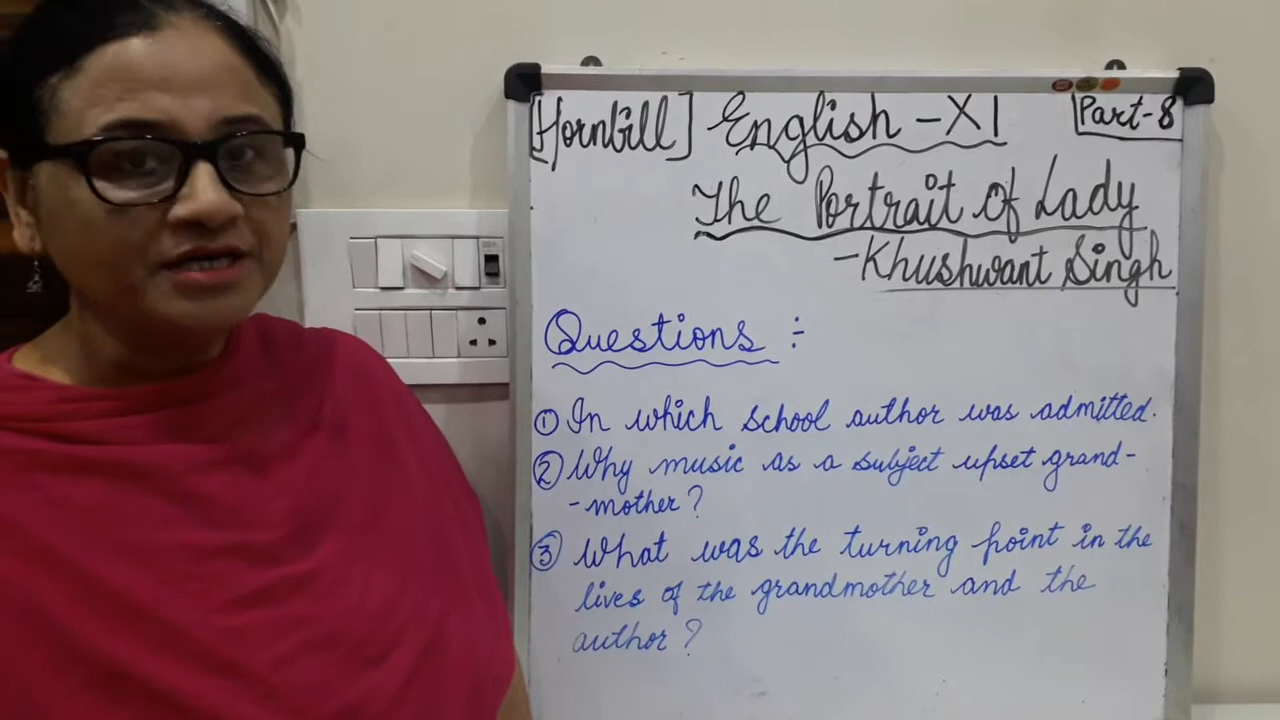 [Hornbill] English - XI
Part-8
The Portrait of Lady
- Khushwant Singh
Questions :-
① In which school author was admitted.
② Why music as a subject upset grand-
- mother?
③ What was the turning point in the
lives of the grandmother and the
author?